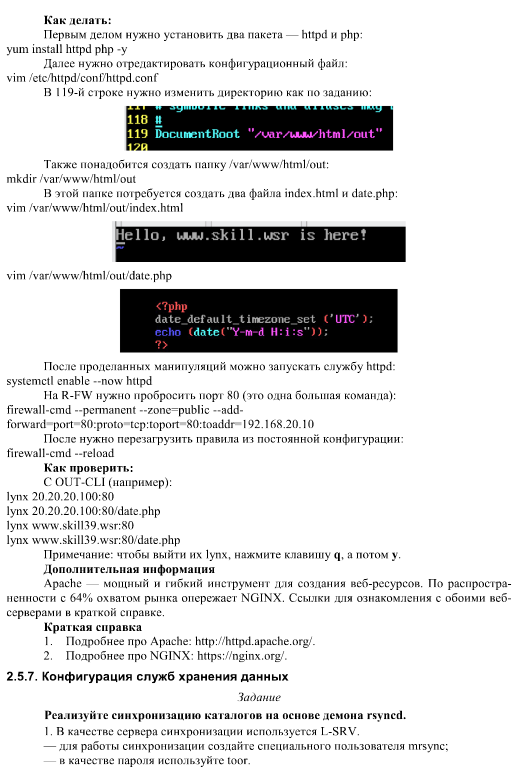 Как делать:
Первым делом нужно установить два пакета — httpd и php:
yum install httpd php -y
Далее нужно отредактировать конфигурационный файл:
vim /etc/httpd/conf/httpd.conf
В 119-й строке нужно изменить директорию как по заданию:
117 # symbolic links and aliases may
118 #
119 DocumentRoot "/var/www/html/out"
120
Также понадобится создать папку /var/www/html/out:
mkdir /var/www/html/out
В этой папке потребуется создать два файла index.html и date.php:
vim /var/www/html/out/index.html
Hello, www.skill.wsr is here!
~
vim /var/www/html/out/date.php
<?php
date_default_timezone_set ('UTC');
echo (date("Y-m-d H:i:s"));
?>
После проделанных манипуляций можно запускать службу httpd:
systemctl enable --now httpd
На R-FW нужно пробросить порт 80 (это одна большая команда):
firewall-cmd --permanent --zone=public --add-
forward=port=80:proto=tcp:toport=80:toaddr=192.168.20.10
После нужно перезагрузить правила из постоянной конфигурации:
firewall-cmd --reload
Как проверить:
С OUT-CLI (например):
lynx 20.20.20.100:80
lynx 20.20.20.100:80/date.php
lynx www.skill39.wsr:80
lynx www.skill39.wsr:80/date.php
Примечание: чтобы выйти их lynx, нажмите клавишу q, а потом y.
Дополнительная информация
Apache — мощный и гибкий инструмент для создания веб-ресурсов. По распростра-
ненности с 64% охватом рынка опережает NGINX. Ссылки для ознакомления с обоими веб-
серверами в краткой справке.
Краткая справка
1. Подробнее про Apache: http://httpd.apache.org/.
2. Подробнее про NGINX: https://nginx.org/.
2.5.7. Конфигурация служб хранения данных
Задание
Реализуйте синхронизацию каталогов на основе демона rsyncd.
1. В качестве сервера синхронизации используется L-SRV.
— для работы синхронизации создайте специального пользователя mrsync;
— в качестве пароля используйте toor.